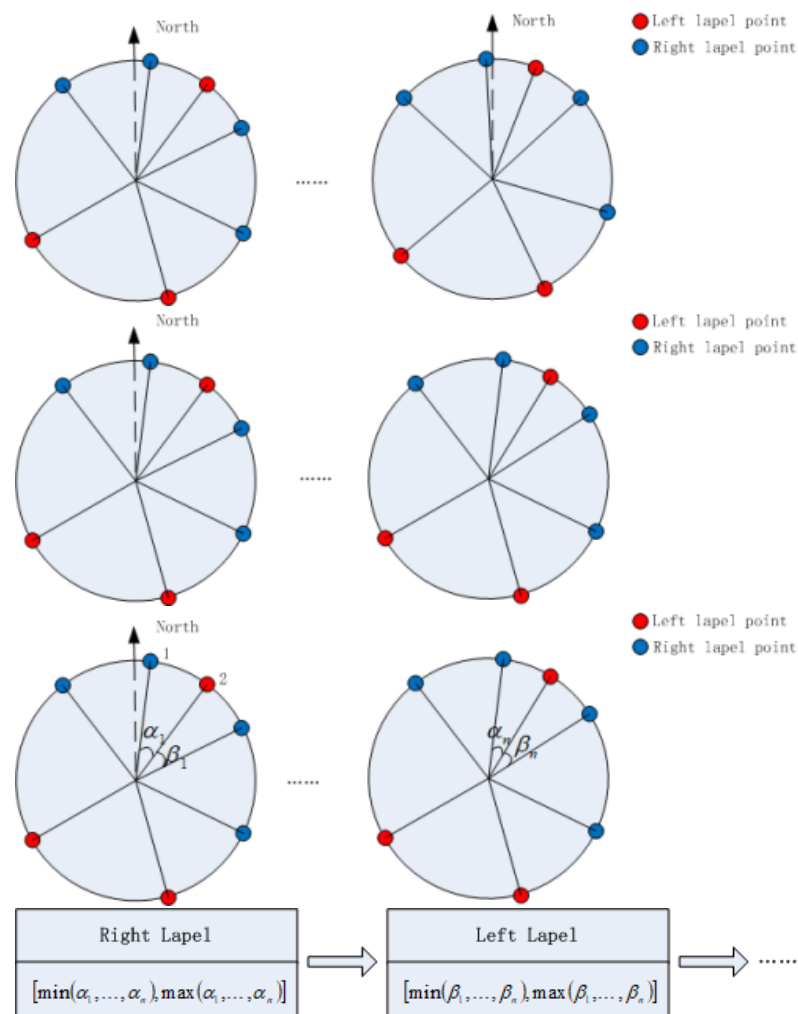 North
Left lapel point
Right lapel point
……
North
Left lapel point
Right lapel point
……
North
Left lapel point
Right lapel point
1
2
α₁
β₁
αₙ
βₙ
……
Right Lapel
Left Lapel
……
[min(α₁,…,αₙ),max(α₁,…,αₙ)]
[min(β₁,…,βₙ),max(β₁,…,βₙ)]